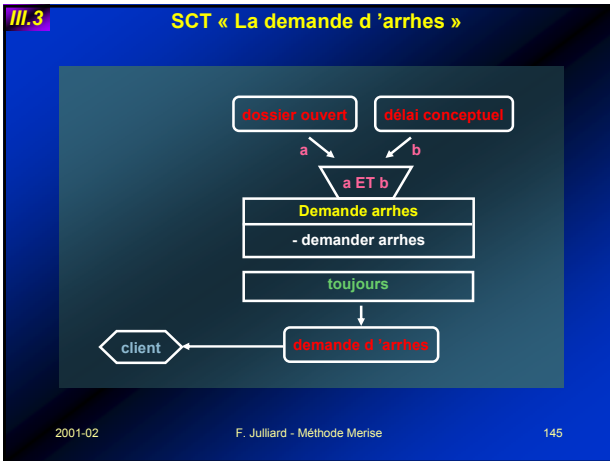 III.3
SCT « La demande d 'arrhes »
dossier ouvert
délai conceptuel
a
b
a ET b
Demande arrhes
- demander arrhes
toujours
client
demande d 'arrhes
2001-02
F. Julliard - Méthode Merise
145